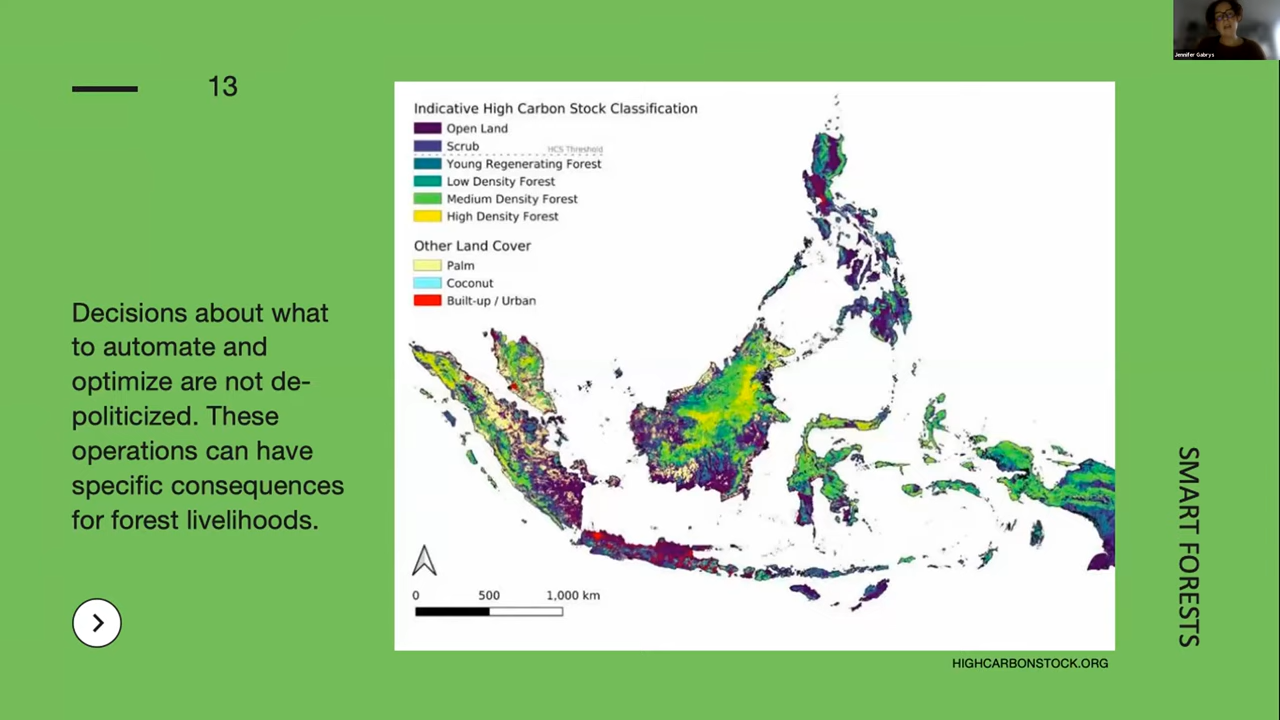 Jennifer Gabrys
13
Indicative High Carbon Stock Classification
Open Land
Scrub
HCS Threshold
Young Regenerating Forest
Low Density Forest
Medium Density Forest
High Density Forest
Other Land Cover
Palm
Coconut
Built-up / Urban
Decisions about what
to automate and
optimize are not de-
politicized. These
operations can have
specific consequences
for forest livelihoods.
0 500 1,000 km
SMART FORESTS
HIGHCARBONSTOCK.ORG